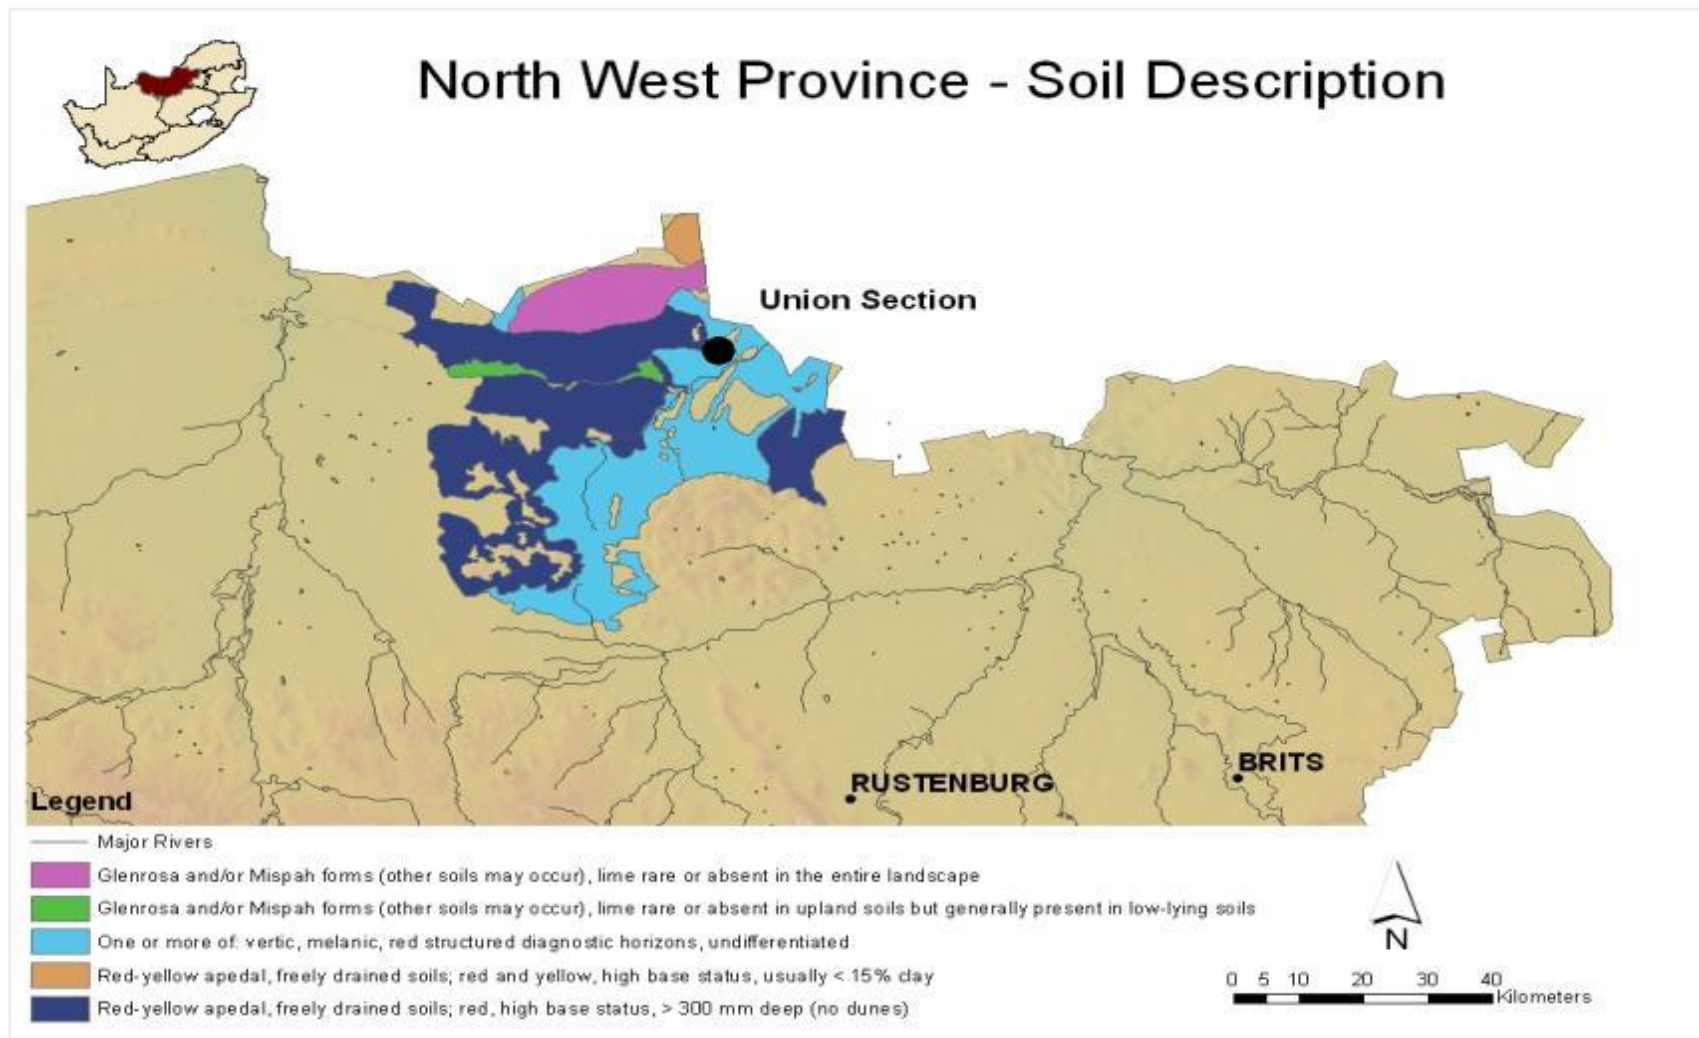 North West Province - Soil Description
Union Section
RUSTENBURG
BRITS
Legend
Major Rivers
Glenrosa and/or Mispah forms (other soils may occur), lime rare or absent in the entire landscape
Glenrosa and/or Mispah forms (other soils may occur), lime rare or absent in upland soils but generally present in low-lying soils
One or more of: vertic, melanic, red structured diagnostic horizons, undifferentiated
Red-yellow apedal, freely drained soils; red and yellow, high base status, usually < 15% clay
Red-yellow apedal, freely drained soils; red, high base status, > 300 mm deep (no dunes)
N
0 5 10 20 30 40
Kilometers